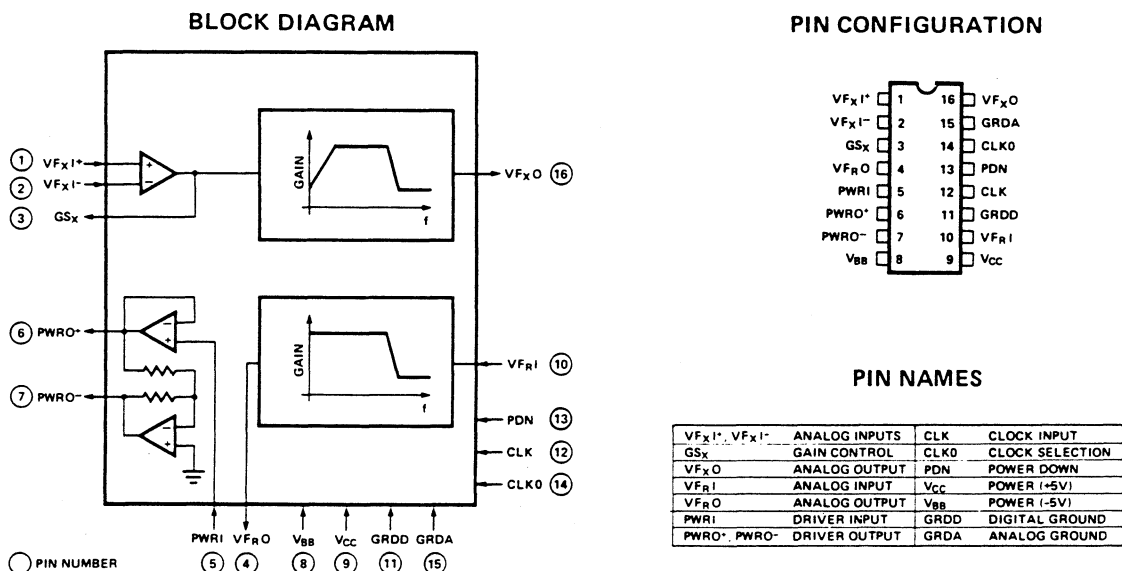 BLOCK DIAGRAM
1 VFXI+
2 VFXI-
3 GSX
+
-
GAIN
f
VFXO 16
6 PWRO+
7 PWRO-
-
+
-
+
GAIN
f
VFRI 10
PDN 13
CLK 12
CLK0 14
PWRI VFRO VBB VCC GRDD GRDA
5 4 8 9 11 15
PIN NUMBER
PIN CONFIGURATION
VFXI+ 1 16 VFXO
VFXI- 2 15 GRDA
GSX 3 14 CLK0
VFRO 4 13 PDN
PWRI 5 12 CLK
PWRO+ 6 11 GRDD
PWRO- 7 10 VFRI
VBB 8 9 VCC
PIN NAMES
VFXI+, VFXI- ANALOG INPUTS CLK CLOCK INPUT
GSX GAIN CONTROL CLK0 CLOCK SELECTION
VFXO ANALOG OUTPUT PDN POWER DOWN
VFRI ANALOG INPUT VCC POWER (+5V)
VFRO ANALOG OUTPUT VBB POWER (-5V)
PWRI DRIVER INPUT GRDD DIGITAL GROUND
PWRO+, PWRO- DRIVER OUTPUT GRDA ANALOG GROUND